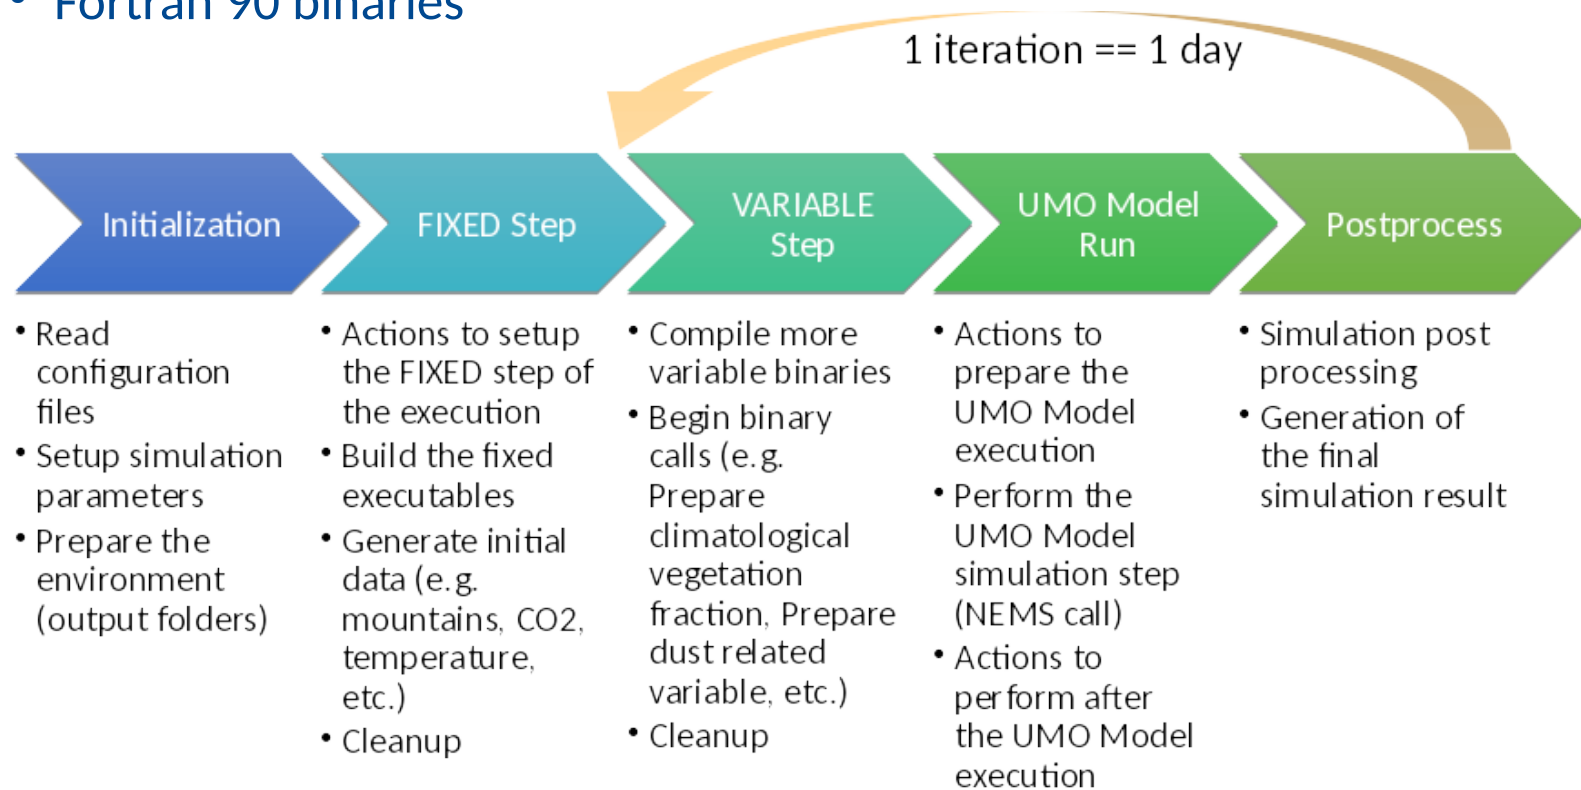 • Fortran 90 binaries
1 iteration == 1 day
Initialization
FIXED Step
VARIABLE
Step
UMO Model
Run
Postprocess
• Read
configuration
files
• Setup simulation
parameters
• Prepare the
environment
(output folders)
• Actions to setup
the FIXED step of
the execution
• Build the fixed
executables
• Generate initial
data (e.g.
mountains, CO2,
temperature,
etc.)
• Cleanup
• Compile more
variable binaries
• Begin binary
calls (e.g.
Prepare
climatological
vegetation
fraction, Prepare
dust related
variable, etc.)
• Cleanup
• Actions to
prepare the
UMO Model
execution
• Perform the
UMO Model
simulation step
(NEMS call)
• Actions to
perform after
the UMO Model
execution
• Simulation post
processing
• Generation of
the final
simulation result